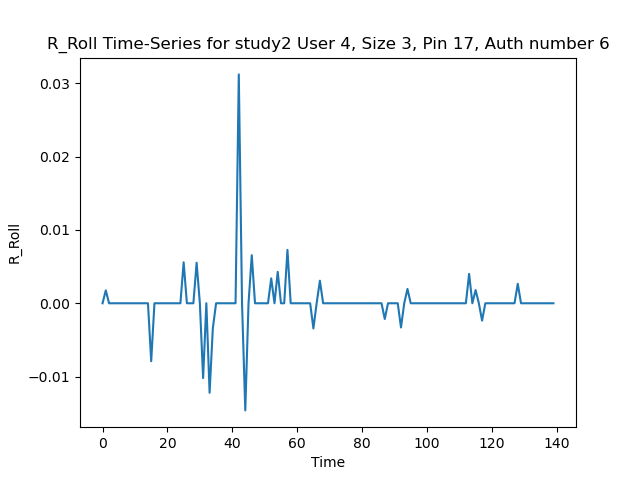 R_Roll Time-Series for study2 User 4, Size 3, Pin 17, Auth number 6
0.03
0.02
0.01
0.00
−0.01
R_Roll
0 20 40 60 80 100 120 140
Time